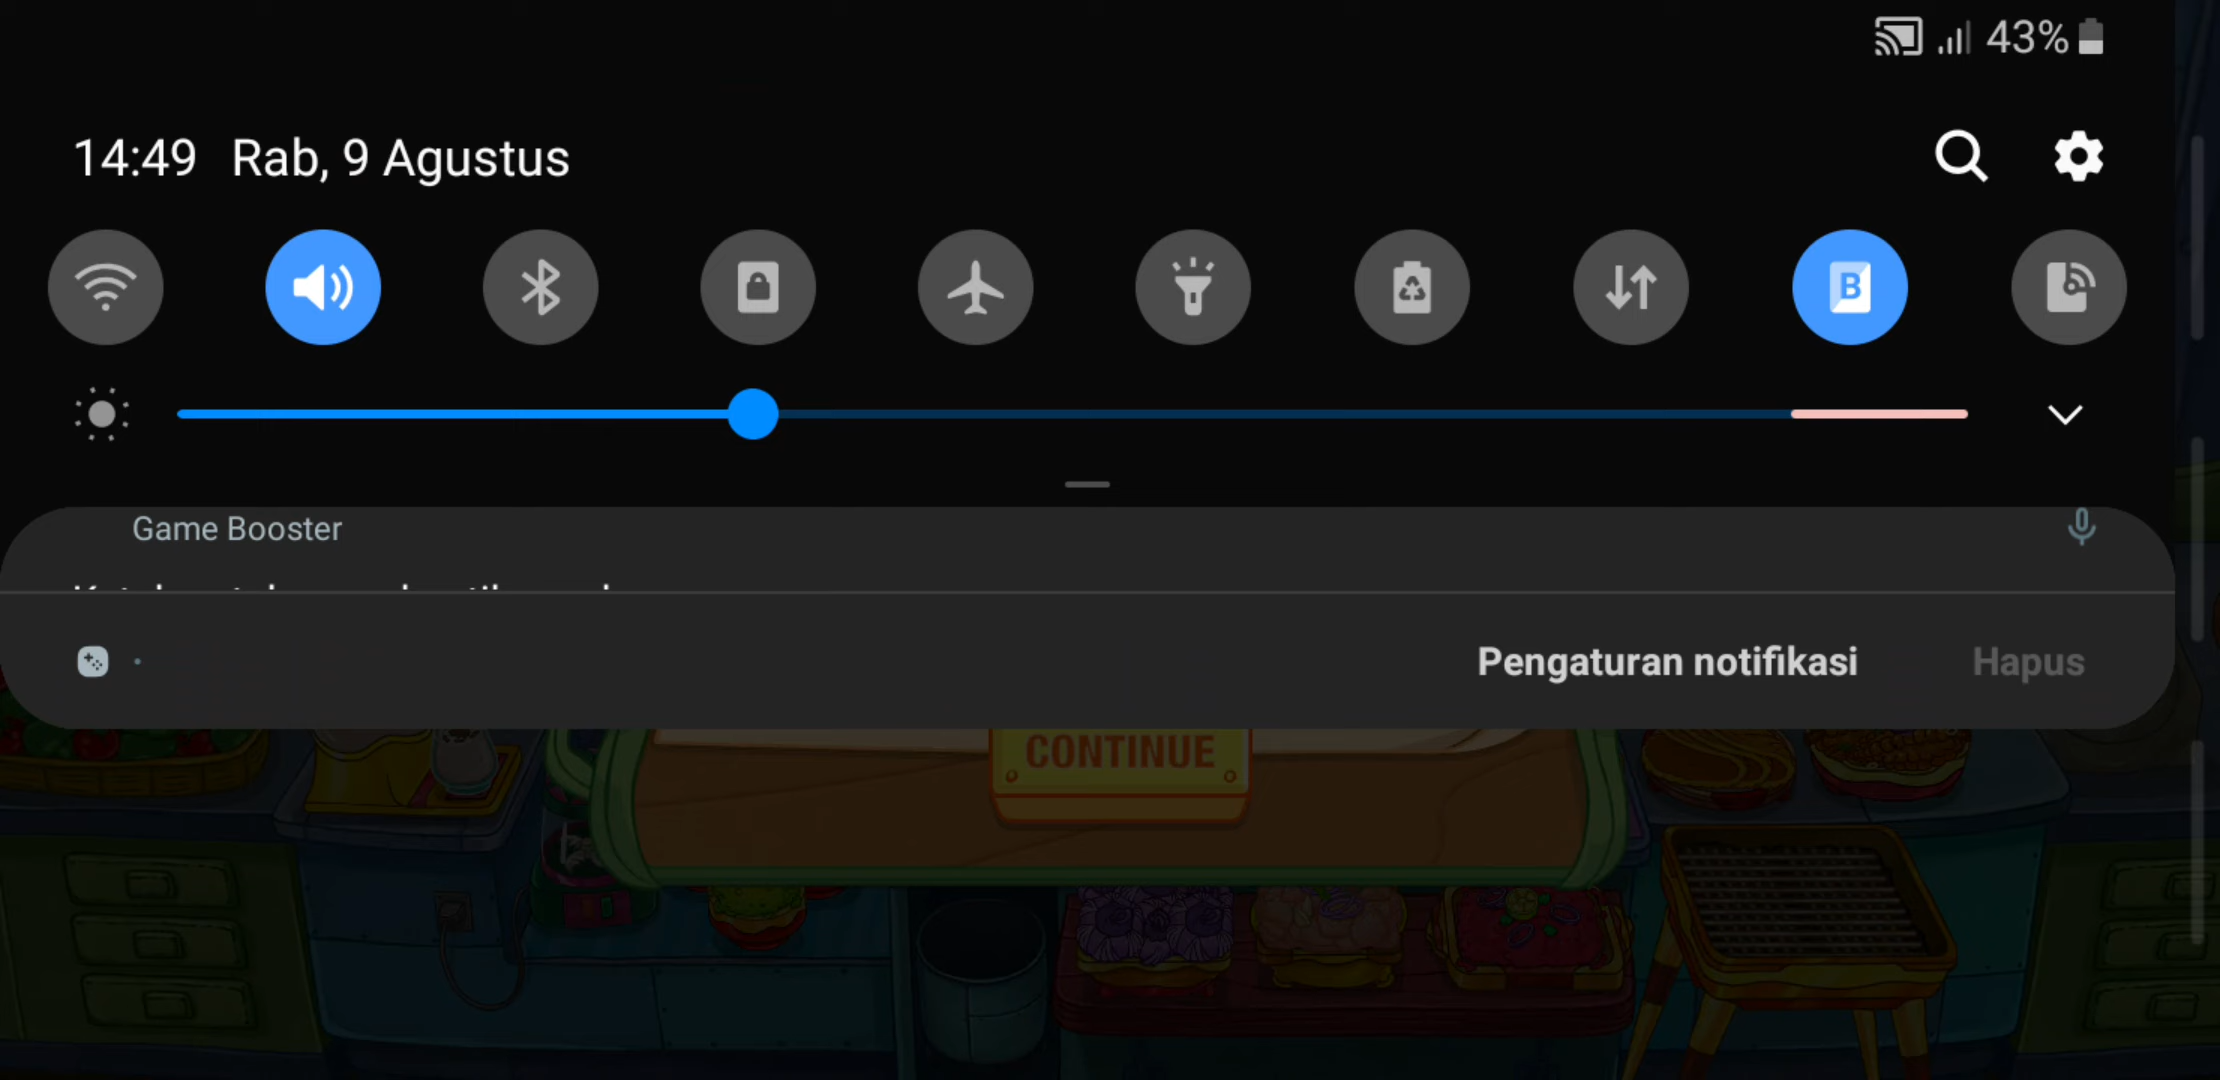 43%
14:49 Rab, 9 Agustus
B
Game Booster
Pengaturan notifikasi Hapus
CONTINUE